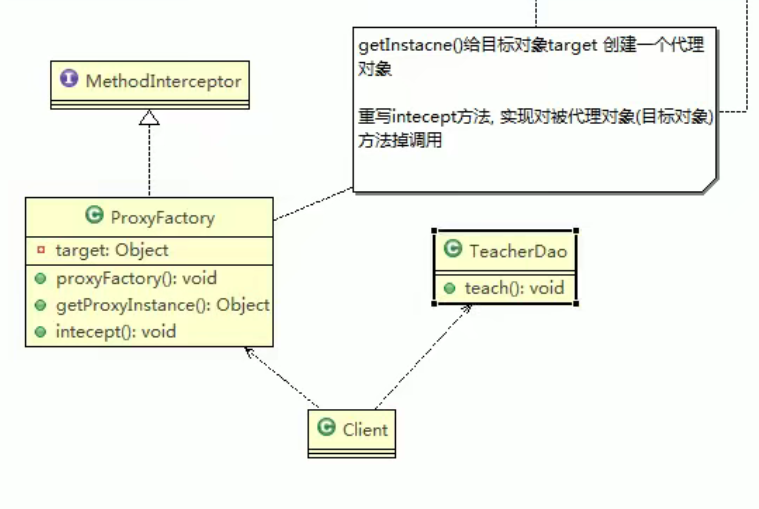 getInstacne()给目标对象target 创建一个代理
对象
重写intecept方法, 实现对被代理对象(目标对象)
方法掉调用
MethodInterceptor
ProxyFactory
target: Object
proxyFactory(): void
getProxyInstance(): Object
intecept(): void
TeacherDao
teach(): void
Client